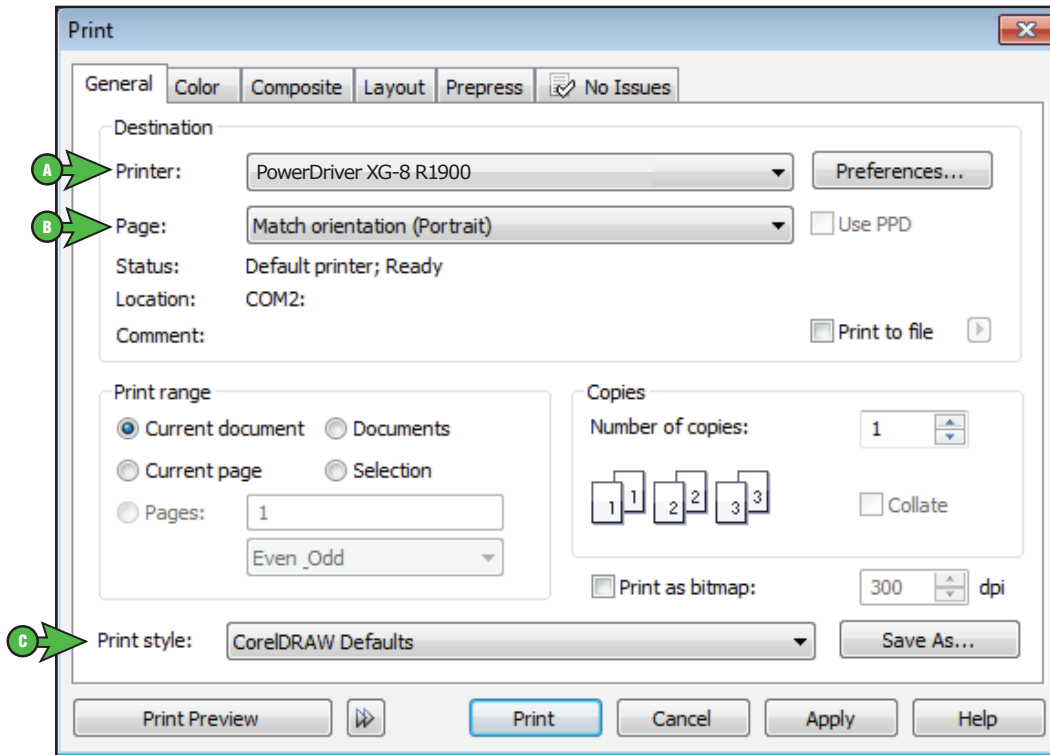 Print
General Color Composite Layout Prepress No Issues
Destination
A Printer: PowerDriver XG-8 R1900 Preferences...
B Page: Match orientation (Portrait) Use PPD
Status: Default printer; Ready
Location: COM2:
Comment: Print to file
Print range
Current document Documents
Current page Selection
Pages: 1
Even _Odd
Copies
Number of copies: 1
1 1 2 2 3 3
Collate
Print as bitmap: 300 dpi
C Print style: CorelDRAW Defaults Save As...
Print Preview Print Cancel Apply Help